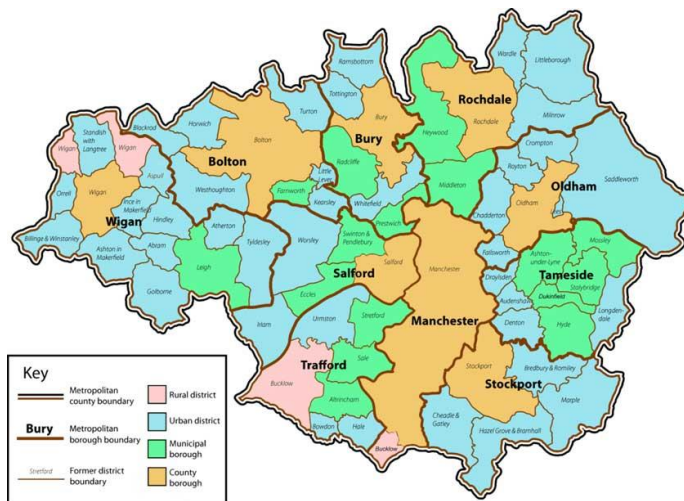 Ramsbottom
Wardle
Littleborough
Tottington
Rochdale
Turton
Bury
Blackrod
Horwich
Milnrow
Wigan
Standish
with
Langtree
Wigan
Bolton
Bury
Heywood
Rochdale
Bolton
Radcliffe
Crompton
Aspull
Little
Lever
Middleton
Royton
Saddleworth
Orrell
Westhoughton
Farnworth
Oldham
Wigan
Kearsley
Whitefield
Ince in
Makerfield
Oldham
Lees
Wigan
Hindley
Atherton
Prestwich
Chadderton
Swinton &
Pendlebury
Mossley
Billinge & Winstanley
Abram
Tyldesley
Worsley
Failsworth
Ashton-
under-Lyne
Ashton in
Makerfield
Leigh
Salford
Salford
Manchester
Droylsden
Tameside
Stalybridge
Golborne
Eccles
Audenshaw
Dukinfield
Longden-
dale
Irlam
Urmston
Stretford
Manchester
Denton
Hyde
Trafford
Sale
Stockport
Bredbury & Romiley
Bucklow
Stockport
Altrincham
Marple
Bowdon
Hale
Cheadle &
Gatley
Hazel Grove & Bramhall
Bucklow
Key
Metropolitan
county boundary
Rural district
Bury
Metropolitan
borough boundary
Urban district
Municipal
borough
Stretford
Former district
boundary
County
borough